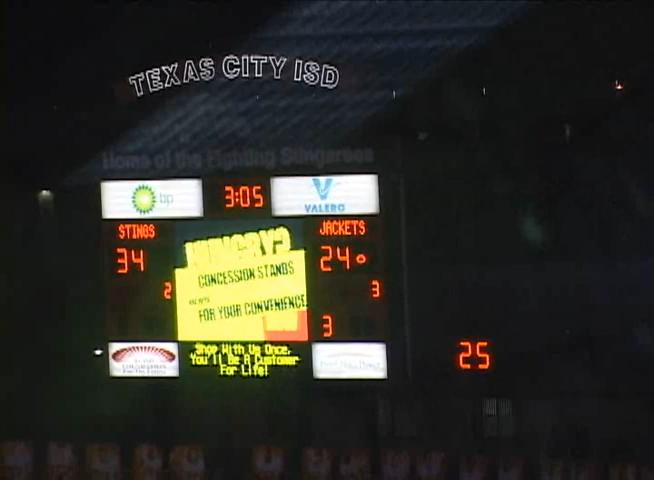 TEXAS CITY ISD
Home of the Fighting Stingarees
bp
3:05
VALERO
STINGS
JACKETS
34
24
HUNGRY?
CONCESSION STANDS
2
3
FOR YOUR CONVENIENCE
3
Shop With Us Once,
You'll Be A Customer
For Life!
25